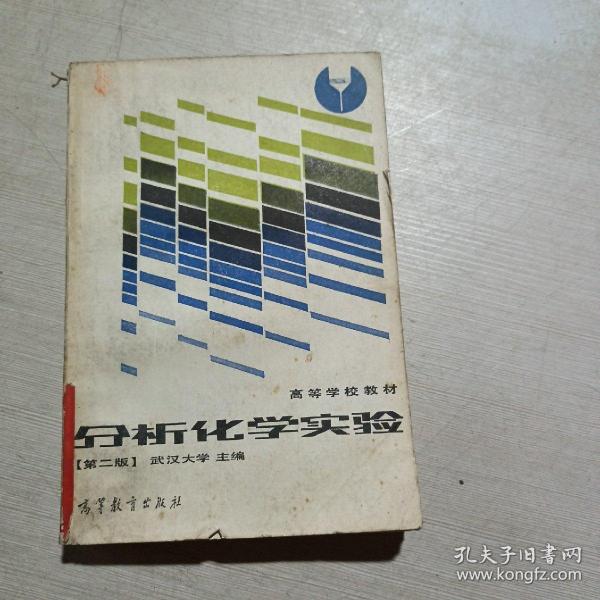 高等学校教材
分析化学实验
【第二版】 武汉大学 主编
高等教育出版社
孔夫子旧书网
www.kongfz.com